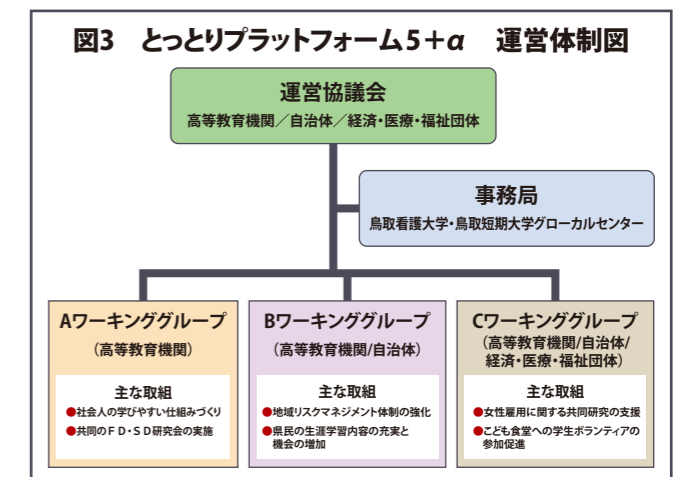 図3　とっとりプラットフォーム5+α　運営体制図
運営協議会
高等教育機関／自治体／経済・医療・福祉団体
事務局
鳥取看護大学・鳥取短期大学グローカルセンター
Aワーキンググループ
（高等教育機関）
主な取組
●社会人の学びやすい仕組みづくり
●共同のＦＤ・ＳＤ研究会の実施
Bワーキンググループ
（高等教育機関/自治体）
主な取組
●地域リスクマネジメント体制の強化
●県民の生涯学習内容の充実と
機会の増加
Cワーキンググループ
（高等教育機関/自治体/
経済・医療・福祉団体）
主な取組
●女性雇用に関する共同研究の支援
●こども食堂への学生ボランティアの
参加促進